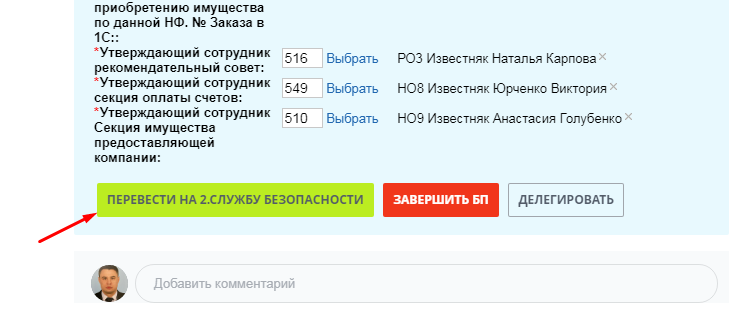 приобретению имущества
по данной НФ. № Заказа в
1С::
*Утверждающий сотрудник
рекомендательный совет:
516 Выбрать РО3 Известняк Наталья Карпова×
*Утверждающий сотрудник
секция оплаты счетов:
549 Выбрать НО8 Известняк Юрченко Виктория×
*Утверждающий сотрудник
Секция имущества
предоставляющей
компании:
510 Выбрать НО9 Известняк Анастасия Голубенко×
ПЕРЕВЕСТИ НА 2.СЛУЖБУ БЕЗОПАСНОСТИ ЗАВЕРШИТЬ БП ДЕЛЕГИРОВАТЬ
Добавить комментарий